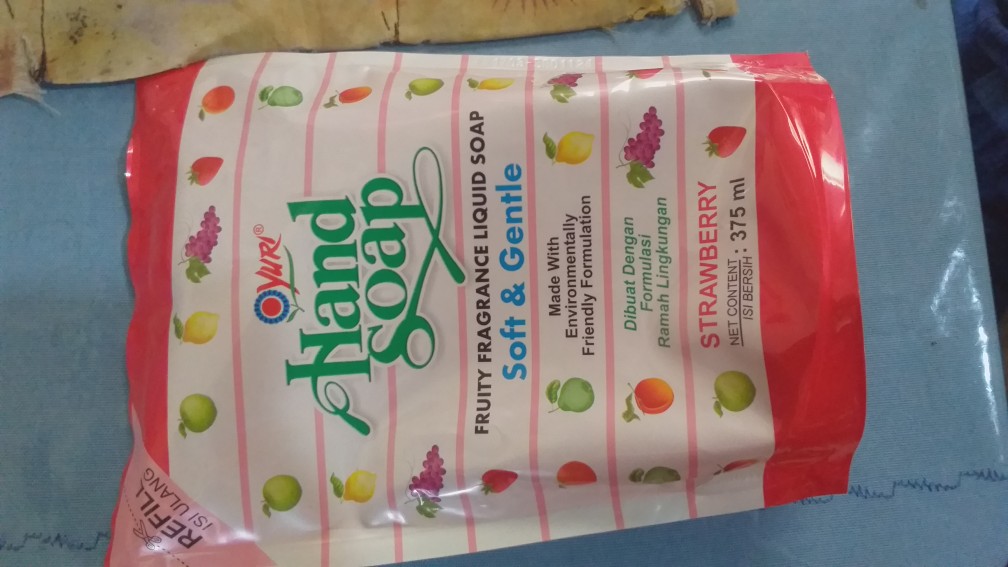 REFILL
ISI ULANG
YURI®
Hand
Soap
FRUITY FRAGRANCE LIQUID SOAP
Soft & Gentle
Made With
Environmentally
Friendly Formulation
Dibuat Dengan
Formulasi
Ramah Lingkungan
STRAWBERRY
NET CONTENT : 375 ml
ISI BERSIH :